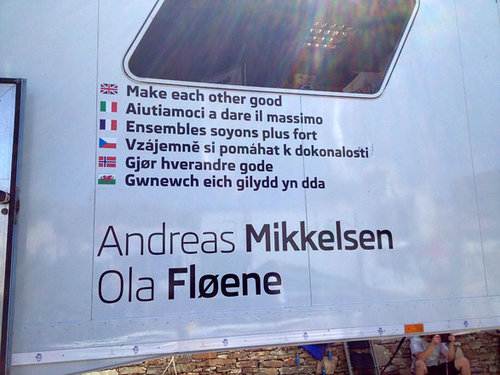 Make each other good
Aiutiamoci a dare il massimo
Ensembles soyons plus fort
Vzájemně si pomáhat k dokonalosti
Gjør hverandre gode
Gwnewch eich gilydd yn dda
Andreas Mikkelsen
Ola Fløene